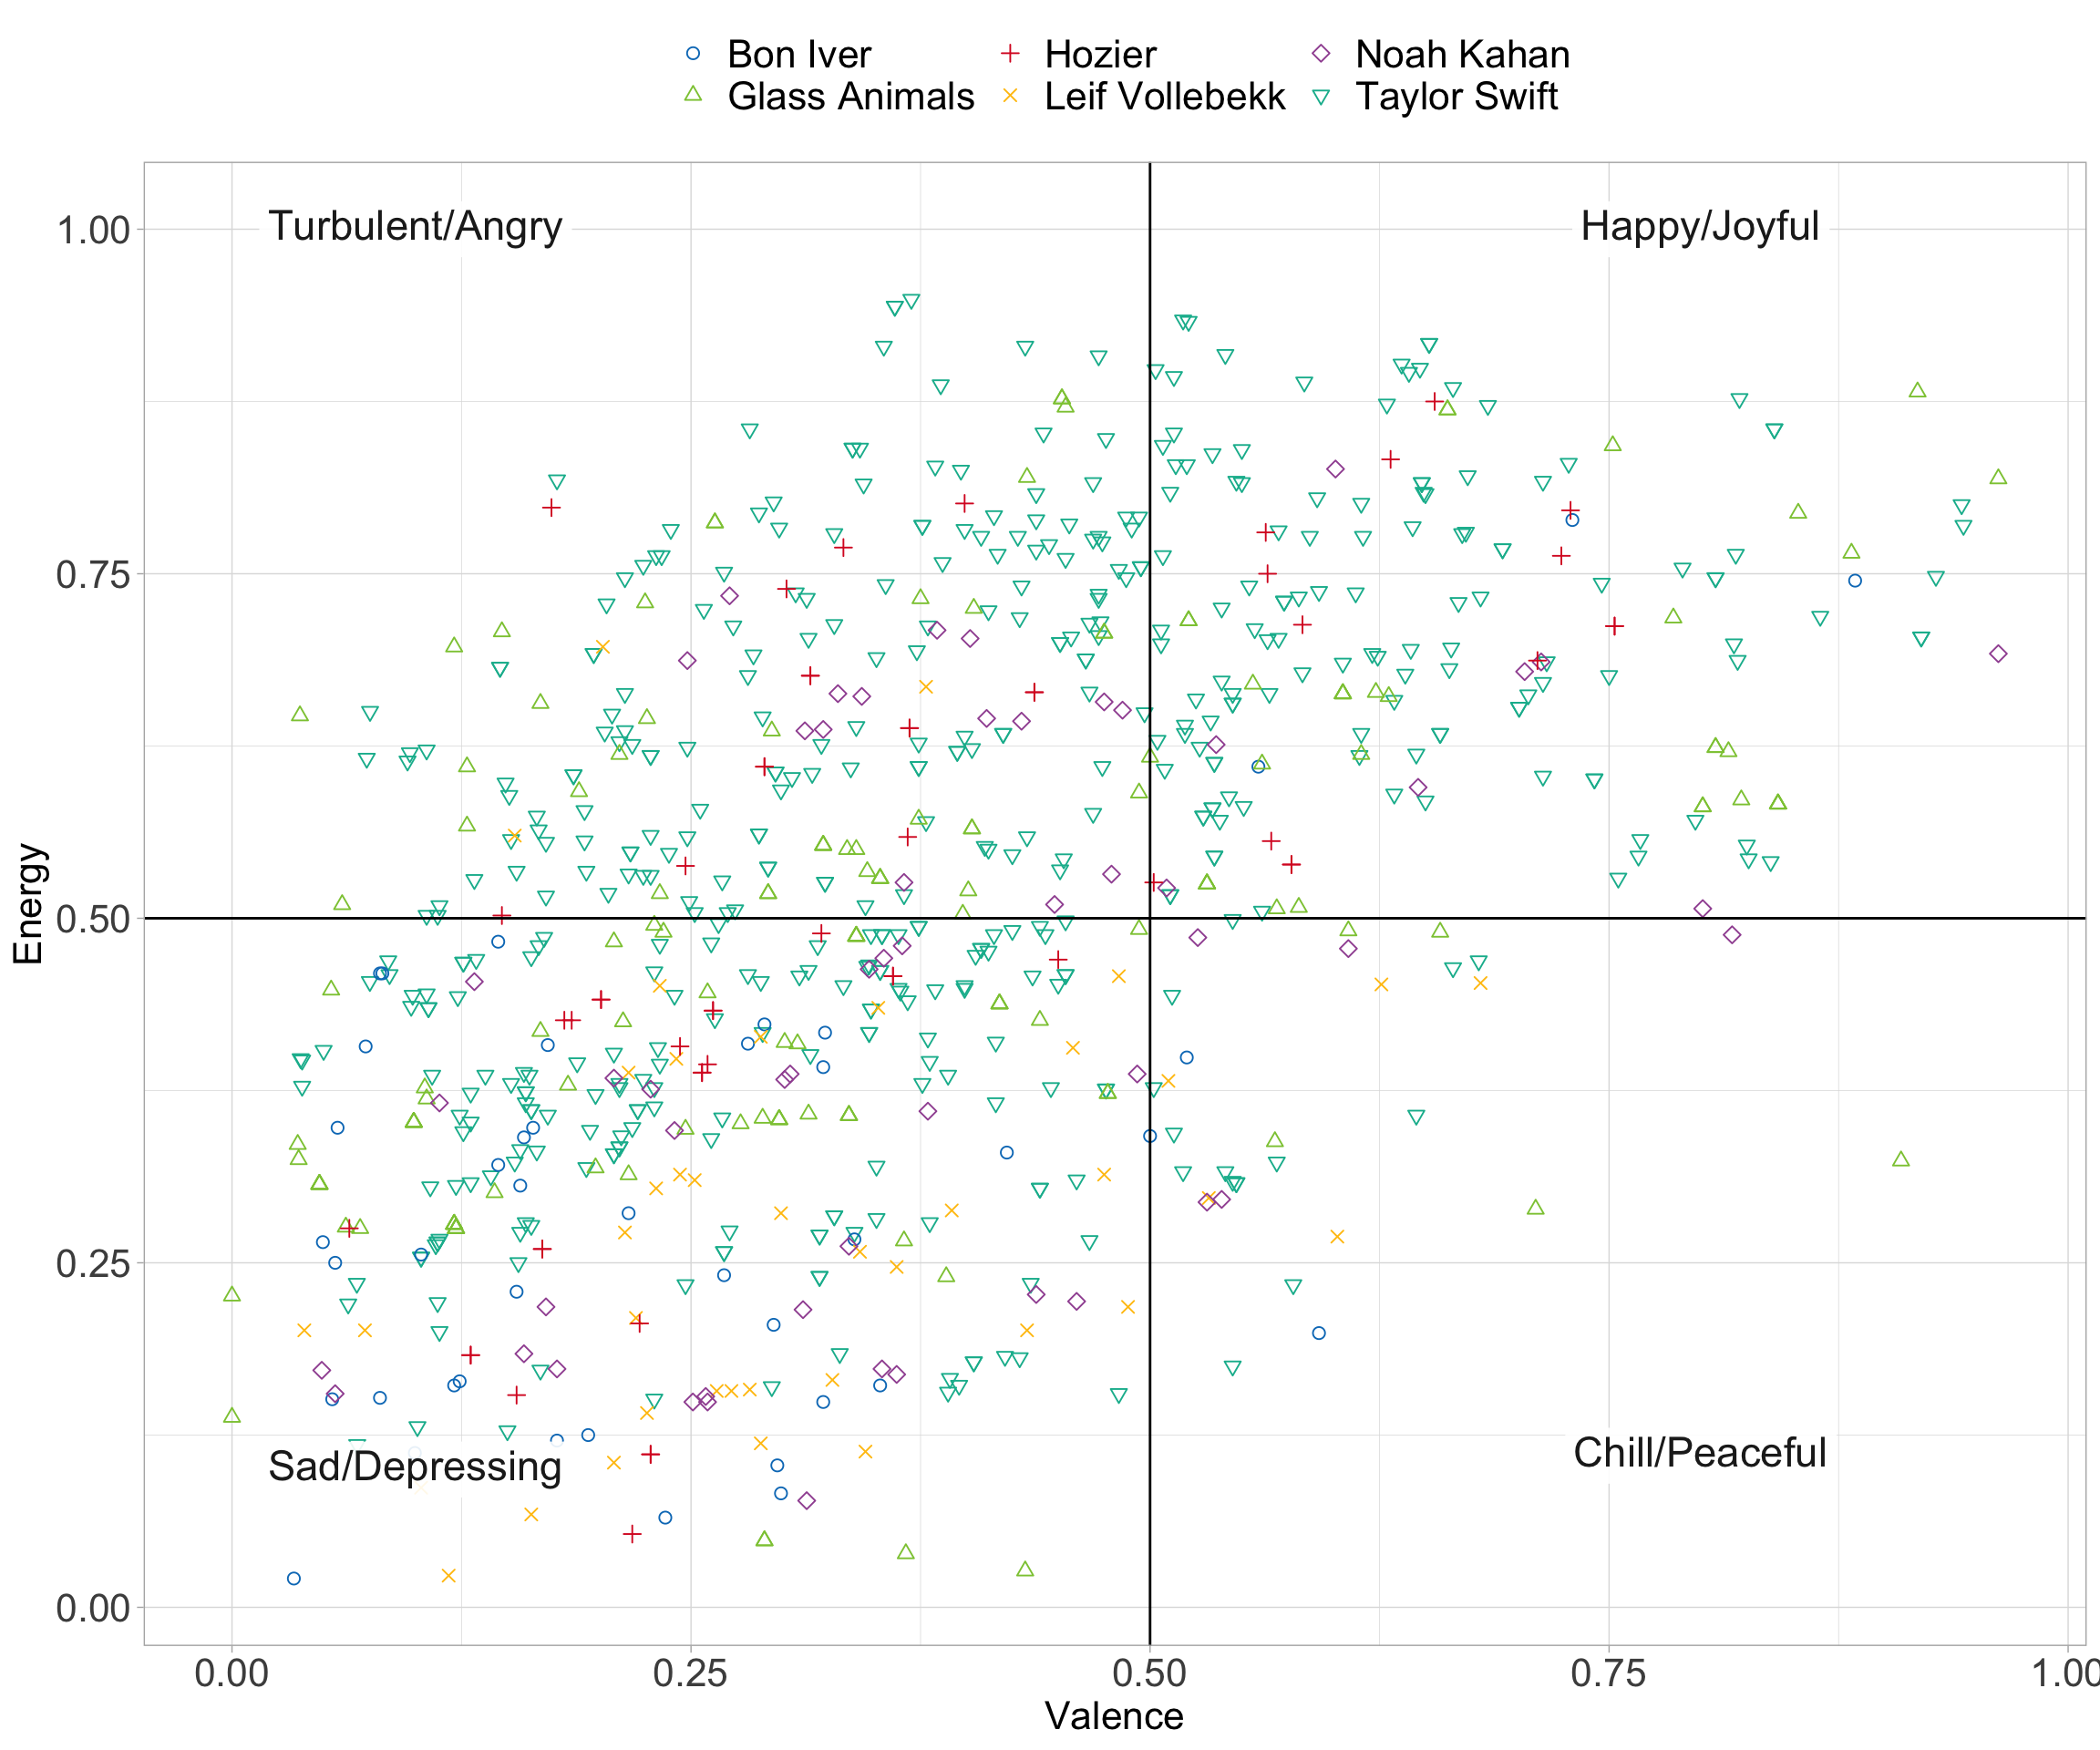 Bon Iver Hozier Noah Kahan
Glass Animals Leif Vollebekk Taylor Swift
Turbulent/Angry Happy/Joyful
1.00
0.75
0.50
0.25
0.00
Energy
Sad/Depressing Chill/Peaceful
0.00 0.25 0.50 0.75 1.00
Valence